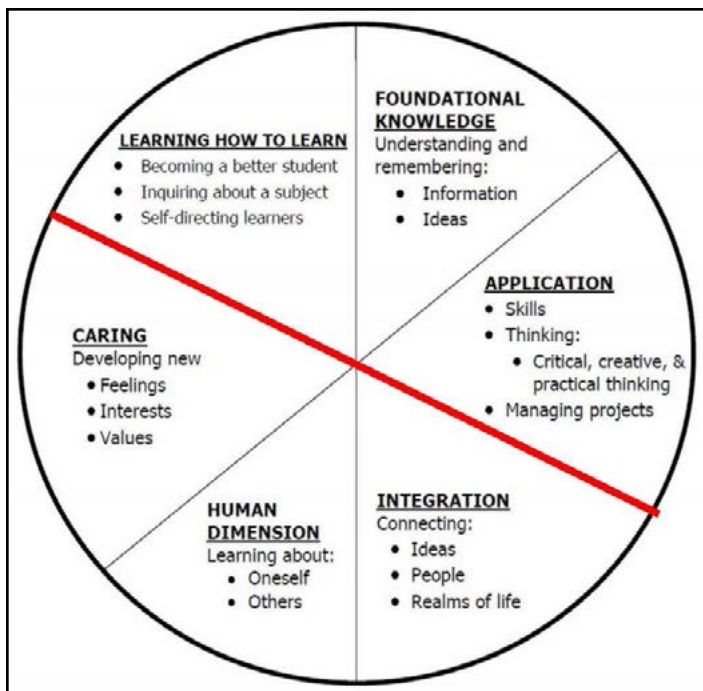 FOUNDATIONAL
KNOWLEDGE
Understanding and
remembering:
• Information
• Ideas
APPLICATION
• Skills
• Thinking:
• Critical, creative, &
practical thinking
• Managing projects
INTEGRATION
Connecting:
• Ideas
• People
• Realms of life
HUMAN
DIMENSION
Learning about:
• Oneself
• Others
CARING
Developing new
• Feelings
• Interests
• Values
LEARNING HOW TO LEARN
• Becoming a better student
• Inquiring about a subject
• Self-directing learners